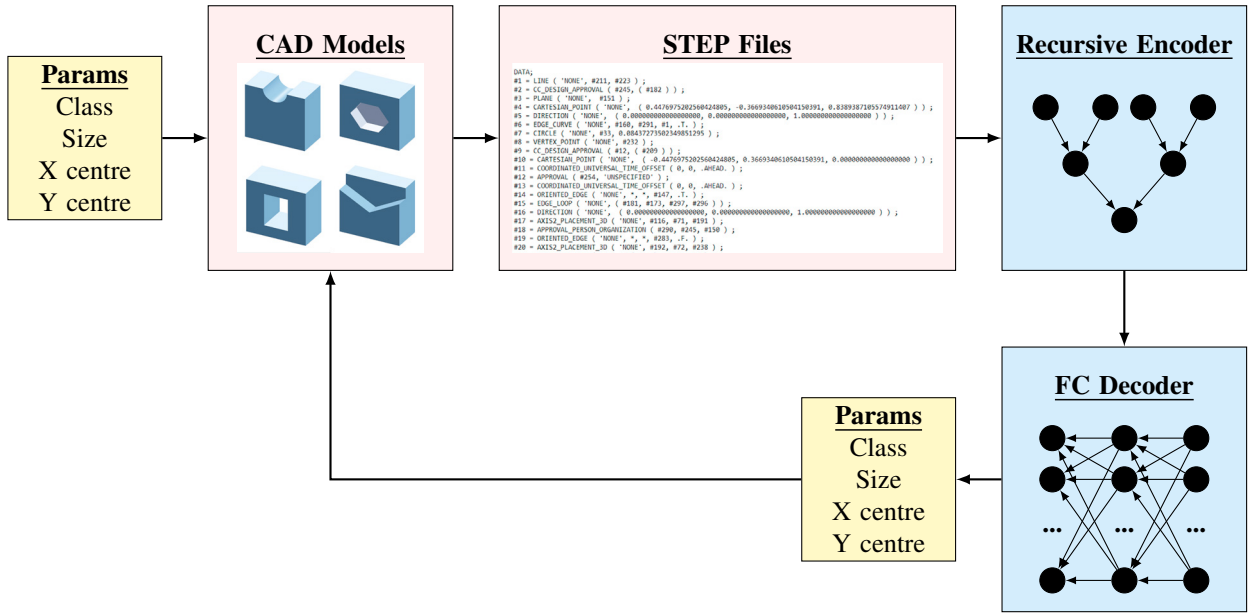 Params
Class
Size
X centre
Y centre
CAD Models
STEP Files
DATA;
#1 = LINE ( 'NONE', #211, #223 ) ;
#2 = CC_DESIGN_APPROVAL ( #245, ( #182 ) ) ;
#3 = PLANE ( 'NONE',  #151 ) ;
#4 = CARTESIAN_POINT ( 'NONE',  ( 0.4476975202560424805, -0.3669340610504150391, 0.8389387105574911407 ) ) ;
#5 = DIRECTION ( 'NONE',  ( 0.000000000000000000, 0.000000000000000000, 1.000000000000000000 ) ) ;
#6 = EDGE_CURVE ( 'NONE', #160, #291, #1, .T. ) ;
#7 = CIRCLE ( 'NONE', #33, 0.08437273502349851295 ) ;
#8 = VERTEX_POINT ( 'NONE', #232 ) ;
#9 = CC_DESIGN_APPROVAL ( #12, ( #209 ) ) ;
#10 = CARTESIAN_POINT ( 'NONE',  ( -0.4476975202560424805, 0.3669340610504150391, 0.000000000000000000 ) ) ;
#11 = COORDINATED_UNIVERSAL_TIME_OFFSET ( 0, 0, .AHEAD. ) ;
#12 = APPROVAL ( #254, 'UNSPECIFIED' ) ;
#13 = COORDINATED_UNIVERSAL_TIME_OFFSET ( 0, 0, .AHEAD. ) ;
#14 = ORIENTED_EDGE ( 'NONE', *, *, #147, .T. ) ;
#15 = EDGE_LOOP ( 'NONE', ( #181, #173, #297, #296 ) ) ;
#16 = DIRECTION ( 'NONE',  ( 0.000000000000000000, 0.000000000000000000, 1.000000000000000000 ) ) ;
#17 = AXIS2_PLACEMENT_3D ( 'NONE', #116, #71, #191 ) ;
#18 = APPROVAL_PERSON_ORGANIZATION ( #290, #245, #150 ) ;
#19 = ORIENTED_EDGE ( 'NONE', *, *, #283, .F. ) ;
#20 = AXIS2_PLACEMENT_3D ( 'NONE', #192, #72, #238 ) ;
Recursive Encoder
FC Decoder
... ... ...
Params
Class
Size
X centre
Y centre